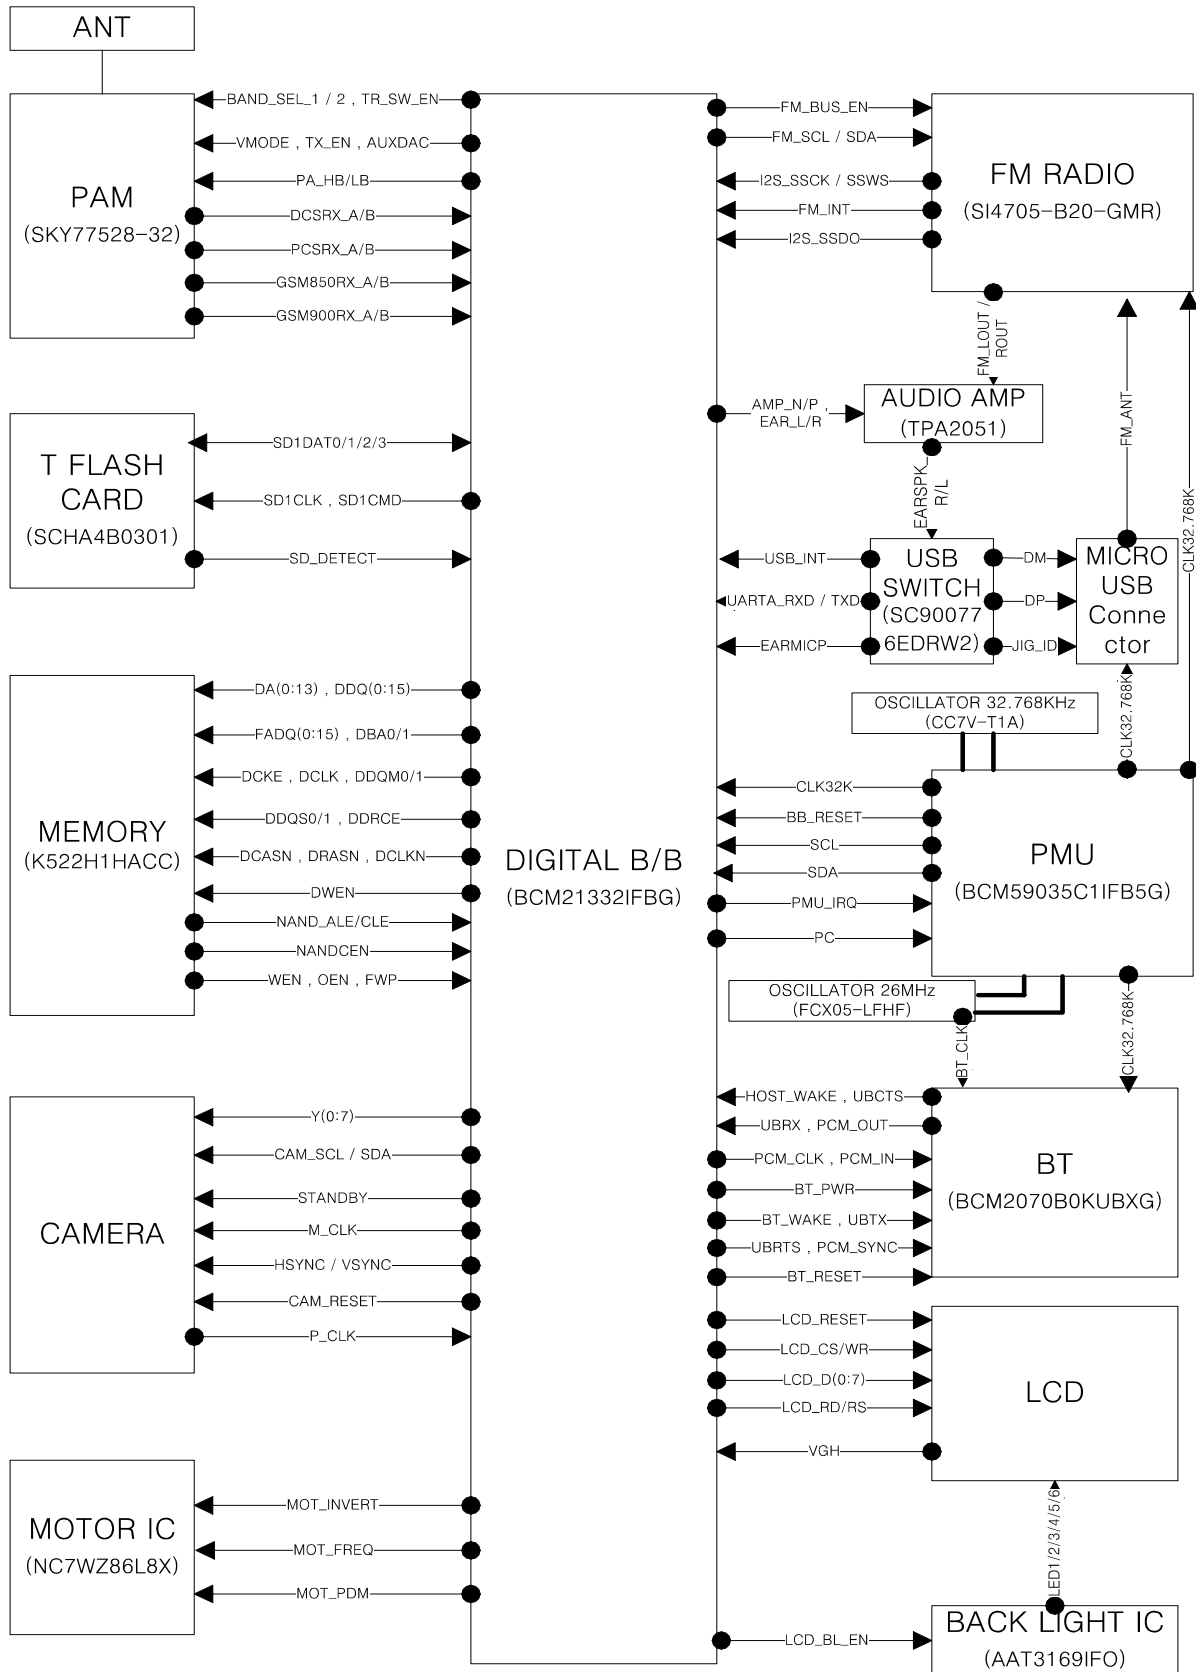 ANT
PAM
(SKY77528-32)
BAND_SEL_1 / 2 , TR_SW_EN
VMODE , TX_EN , AUXDAC
PA_HB/LB
DCSRX_A/B
PCSRX_A/B
GSM850RX_A/B
GSM900RX_A/B
T FLASH
CARD
(SCHA4B0301)
SD1DAT0/1/2/3
SD1CLK , SD1CMD
SD_DETECT
MEMORY
(K522H1HACC)
DA(0:13) , DDQ(0:15)
FADQ(0:15) , DBA0/1
DCKE , DCLK , DDQM0/1
DDQS0/1 , DDRCE
DCASN , DRASN , DCLKN
DWEN
NAND_ALE/CLE
NANDCEN
WEN , OEN , FWP
CAMERA
Y(0:7)
CAM_SCL / SDA
STANDBY
M_CLK
HSYNC / VSYNC
CAM_RESET
P_CLK
MOTOR IC
(NC7WZ86L8X)
MOT_INVERT
MOT_FREQ
MOT_PDM
DIGITAL B/B
(BCM21332IFBG)
FM_BUS_EN
FM_SCL / SDA
I2S_SSCK / SSWS
FM_INT
I2S_SSDO
FM RADIO
(SI4705-B20-GMR)
FM_LOUT /
ROUT
FM_ANT
CLK32.768K
AMP_N/P ,
EAR_L/R
AUDIO AMP
(TPA2051)
EARSPK_
R/L
USB_INT
UARTA_RXD / TXD
EARMICP
USB
SWITCH
(SC90077
6EDRW2)
DM
DP
JIG_ID
MICRO
USB
Conne
ctor
CLK32.768K
OSCILLATOR 32.768KHz
(CC7V-T1A)
CLK32K
BB_RESET
SCL
SDA
PMU_IRQ
PC
PMU
(BCM59035C1IFB5G)
OSCILLATOR 26MHz
(FCX05-LFHF)
BT_CLK
CLK32.768K
HOST_WAKE , UBCTS
UBRX , PCM_OUT
PCM_CLK , PCM_IN
BT_PWR
BT_WAKE , UBTX
UBRTS , PCM_SYNC
BT_RESET
BT
(BCM2070B0KUBXG)
LCD_RESET
LCD_CS/WR
LCD_D(0:7)
LCD_RD/RS
VGH
LCD
LED1/2/3/4/5/6
LCD_BL_EN
BACK LIGHT IC
(AAT3169IFO)